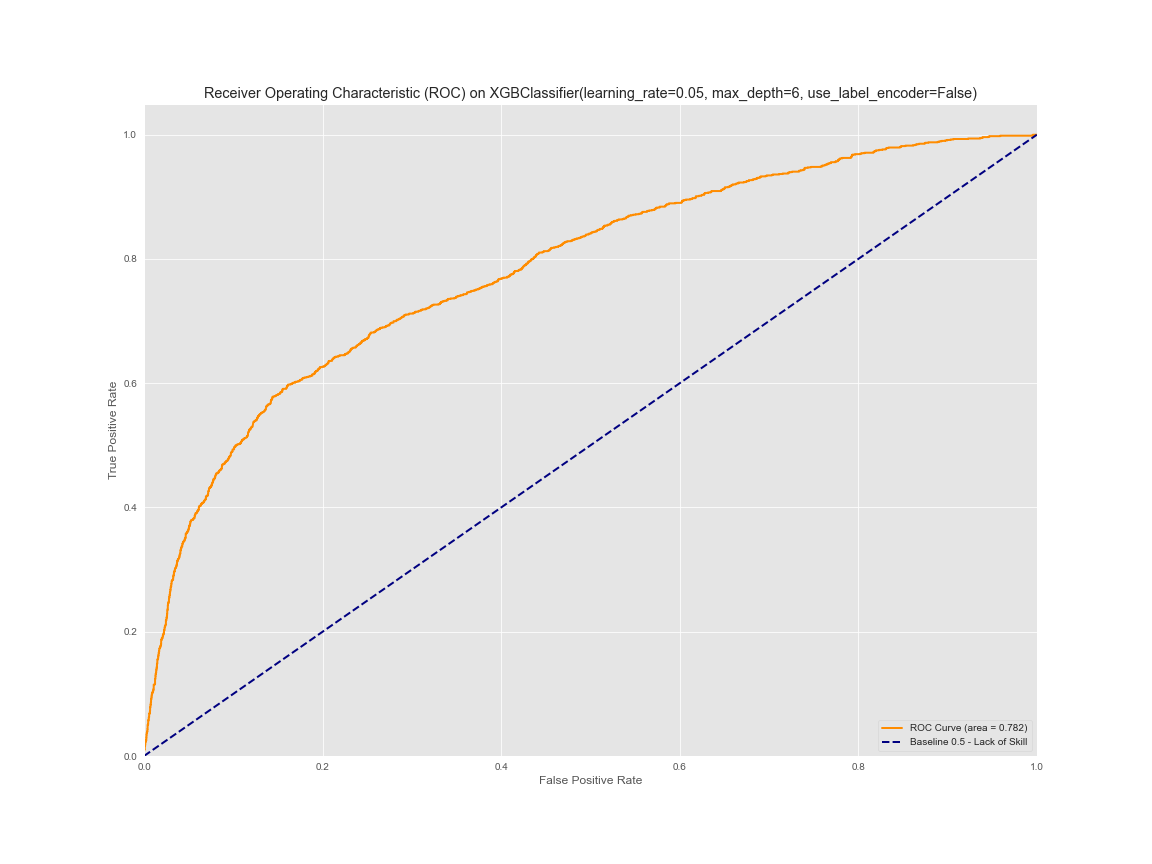 Receiver Operating Characteristic (ROC) on XGBClassifier(learning_rate=0.05, max_depth=6, use_label_encoder=False)
1.0
0.8
0.6
0.4
0.2
0.0
True Positive Rate
0.0 0.2 0.4 0.6 0.8 1.0
False Positive Rate
ROC Curve (area = 0.782)
Baseline 0.5 - Lack of Skill